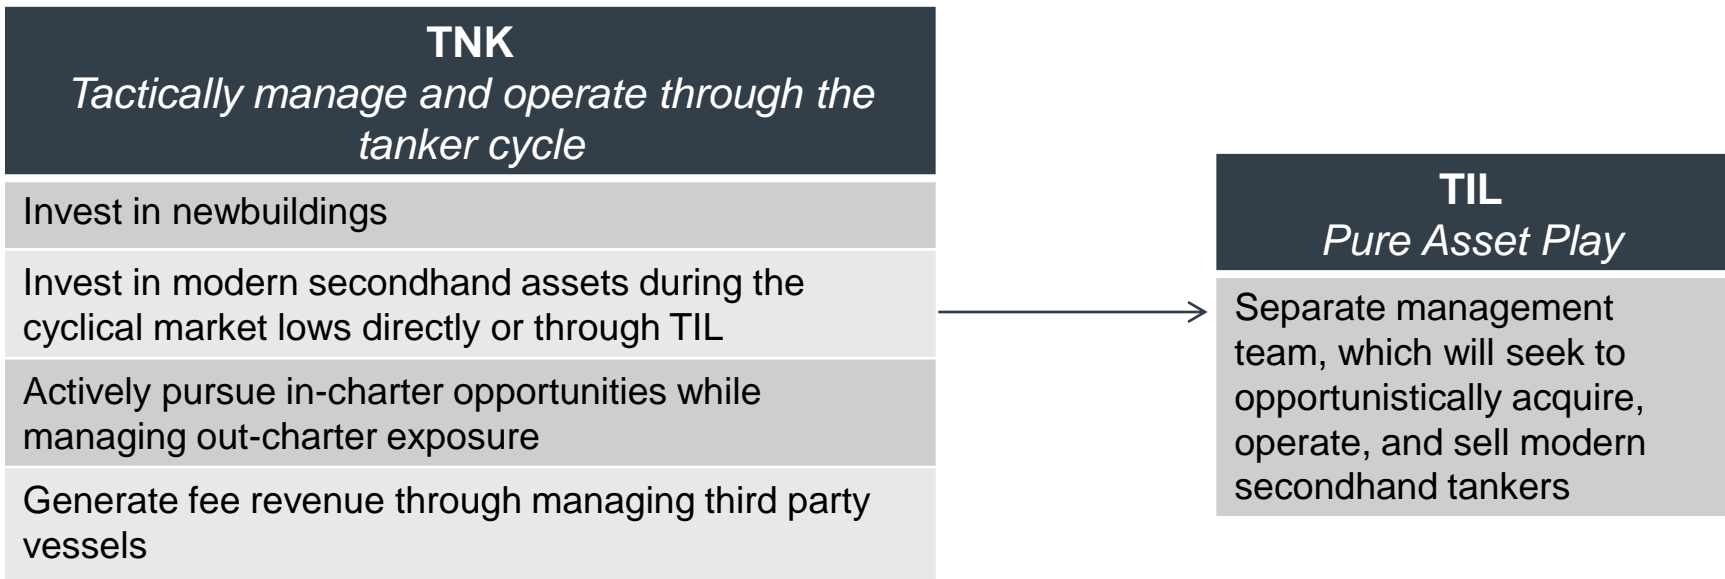 TNK
Tactically manage and operate through the
tanker cycle
Invest in newbuildings
Invest in modern secondhand assets during the
cyclical market lows directly or through TIL
Actively pursue in-charter opportunities while
managing out-charter exposure
Generate fee revenue through managing third party
vessels
TIL
Pure Asset Play
Separate management
team, which will seek to
opportunistically acquire,
operate, and sell modern
secondhand tankers